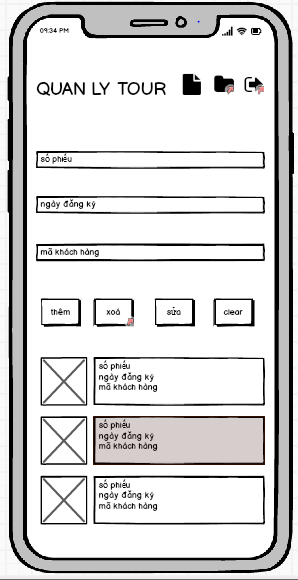 09:34 PM
QUAN LY TOUR
số phiếu
ngày đăng ký
mã khách hàng
thêm
xoá
sửa
clear
số phiếu
ngày đăng ký
mã khách hàng
số phiếu
ngày đăng ký
mã khách hàng
số phiếu
ngày đăng ký
mã khách hàng